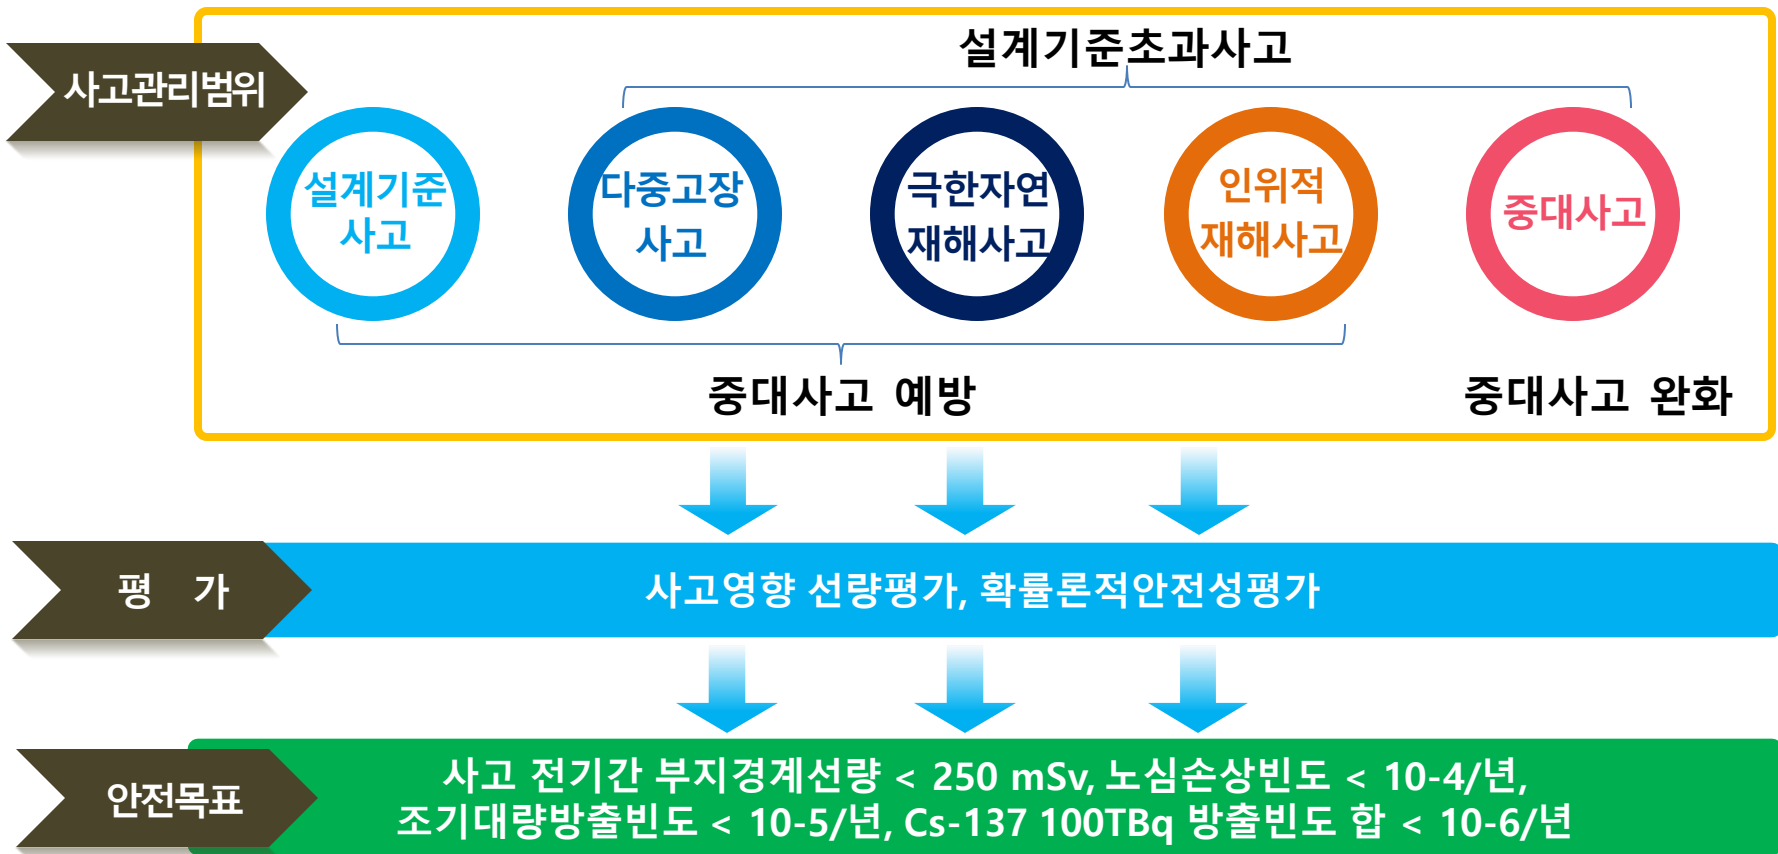 설계기준초과사고
사고관리범위
설계기준
사고
다중고장
사고
극한자연
재해사고
인위적
재해사고
중대사고
중대사고 예방
중대사고 완화
평 가
사고영향 선량평가, 확률론적안전성평가
안전목표
사고 전기간 부지경계선량 < 250 mSv, 노심손상빈도 < 10-4/년,
조기대량방출빈도 < 10-5/년, Cs-137 100TBq 방출빈도 합 < 10-6/년